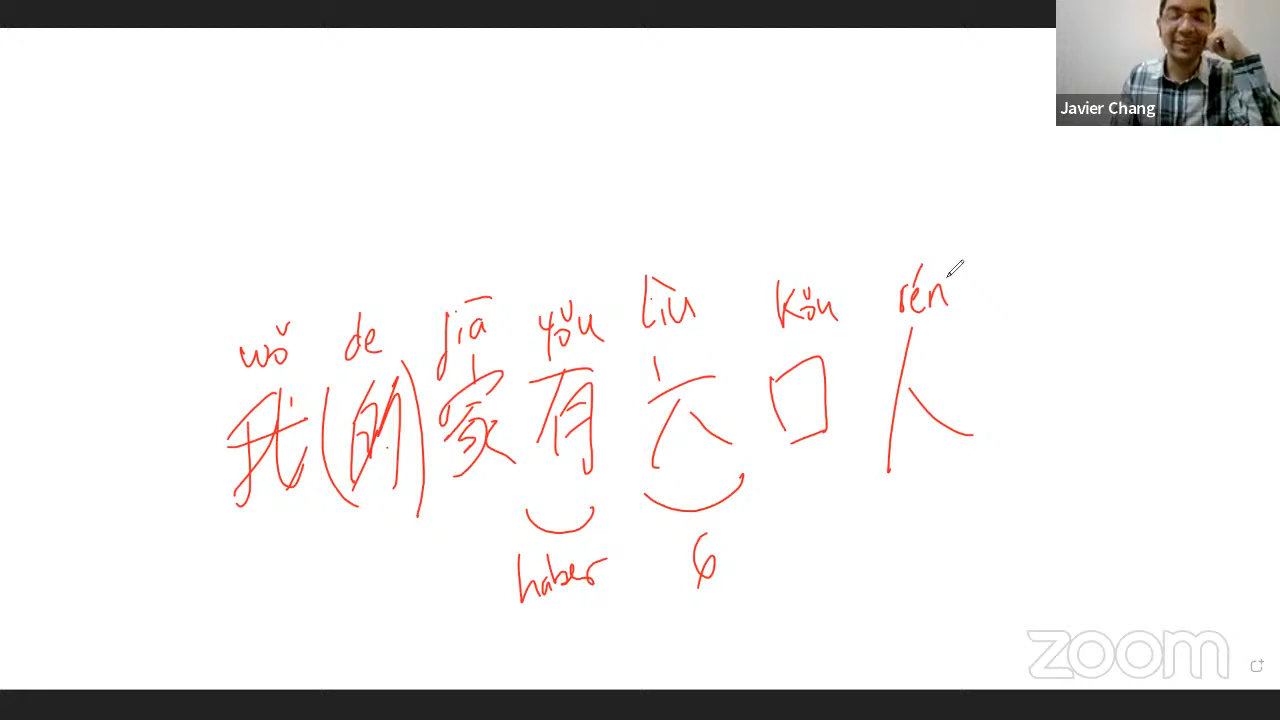 Javier Chang
wǒ de jiā yǒu liù kǒu rén
我(的)家有六口人
haber 6
zoom